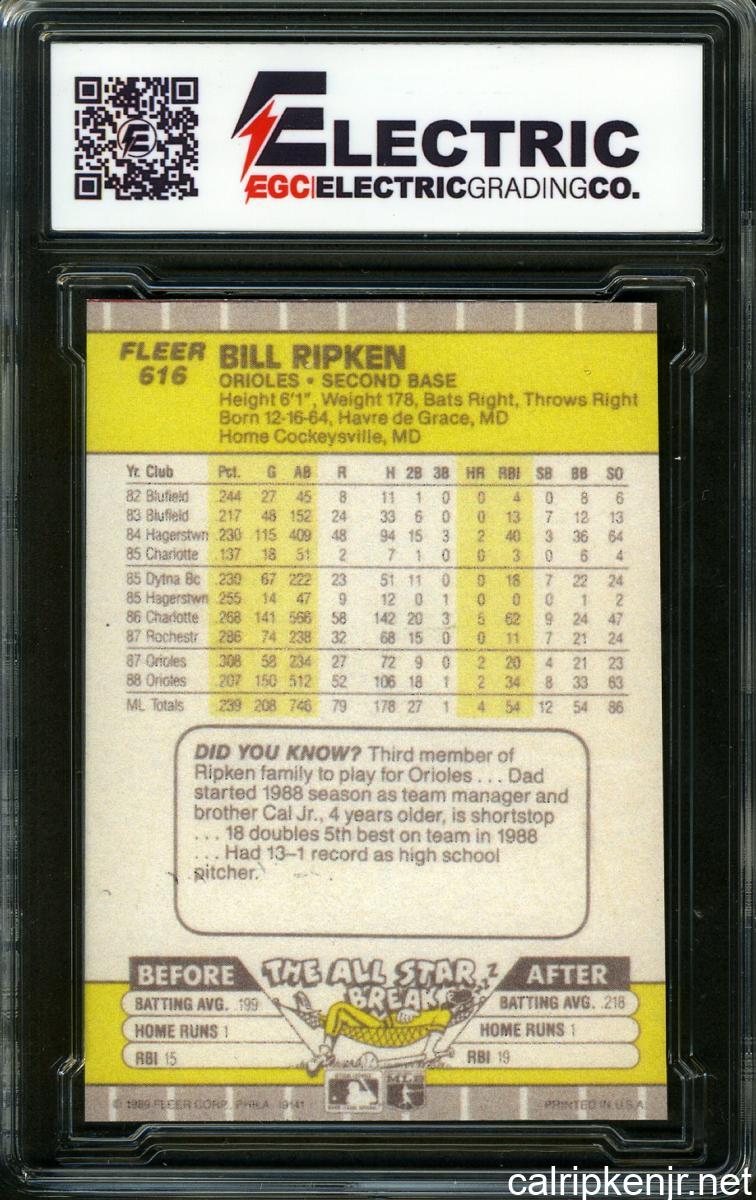 ELECTRIC
EGC|ELECTRICGRADINGCO.
FLEER
616
BILL RIPKEN
ORIOLES • SECOND BASE
Height 6'1", Weight 178, Bats Right, Throws Right
Born 12-16-64, Havre de Grace, MD
Home Cockeysville, MD
Yr. Club Pct. G AB R H 2B 3B HR RBI SB BB SO
82 Blufield .244 27 45 8 11 1 0 0 4 0 8 6
83 Blufield .217 48 152 24 33 6 0 0 13 7 12 13
84 Hagerstwn .230 115 409 48 94 15 3 2 40 3 36 64
85 Charlotte .137 18 51 2 7 1 0 0 3 0 6 4
85 Dytna Bc .230 67 222 23 51 11 0 0 18 7 22 24
85 Hagerstwn .255 14 47 9 12 0 1 0 0 0 1 2
86 Charlotte .268 141 566 58 142 20 3 5 62 9 24 47
87 Rochestr .286 74 238 32 68 15 0 0 11 7 21 24
87 Orioles .308 58 234 27 72 9 0 2 20 4 21 23
88 Orioles .207 150 512 52 106 18 1 2 34 8 33 63
ML Totals .239 208 746 79 178 27 1 4 54 12 54 86
DID YOU KNOW? Third member of
Ripken family to play for Orioles . . . Dad
started 1988 season as team manager and
brother Cal Jr., 4 years older, is shortstop
. . . 18 doubles 5th best on team in 1988
. . . Had 13–1 record as high school
pitcher.
BEFORE THE ALL STAR BREAK ZZZ AFTER
BATTING AVG. .199 BATTING AVG. .218
HOME RUNS 1 HOME RUNS 1
RBI 15 RBI 19
© 1989 FLEER CORP. PHILA. 19141 MLB PRINTED IN U.S.A.
calripkenjr.net